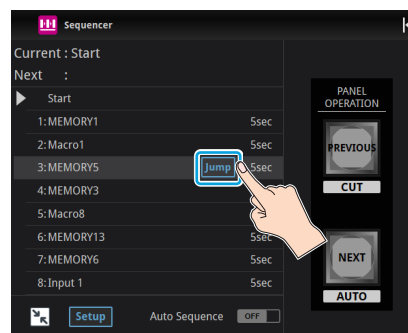 Sequencer
Current : Start
Next :
Start
1: MEMORY1 5sec
2: Macro1 5sec
3: MEMORY5 Jump 5sec
4: MEMORY3
5: Macro8
6: MEMORY13 5sec
7: MEMORY6 5sec
8: Input 1 5sec
Setup Auto Sequence OFF
PANEL
OPERATION
PREVIOUS
CUT
NEXT
AUTO